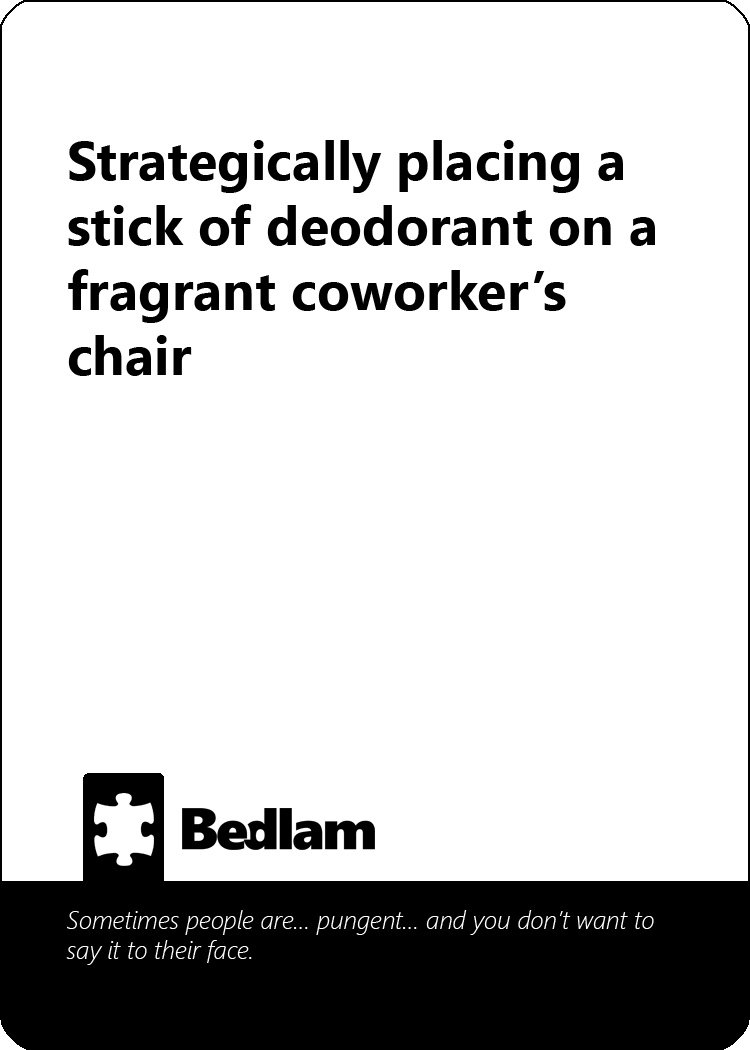 Strategically placing a
stick of deodorant on a
fragrant coworker’s
chair
Bedlam
Sometimes people are... pungent... and you don’t want to
say it to their face.